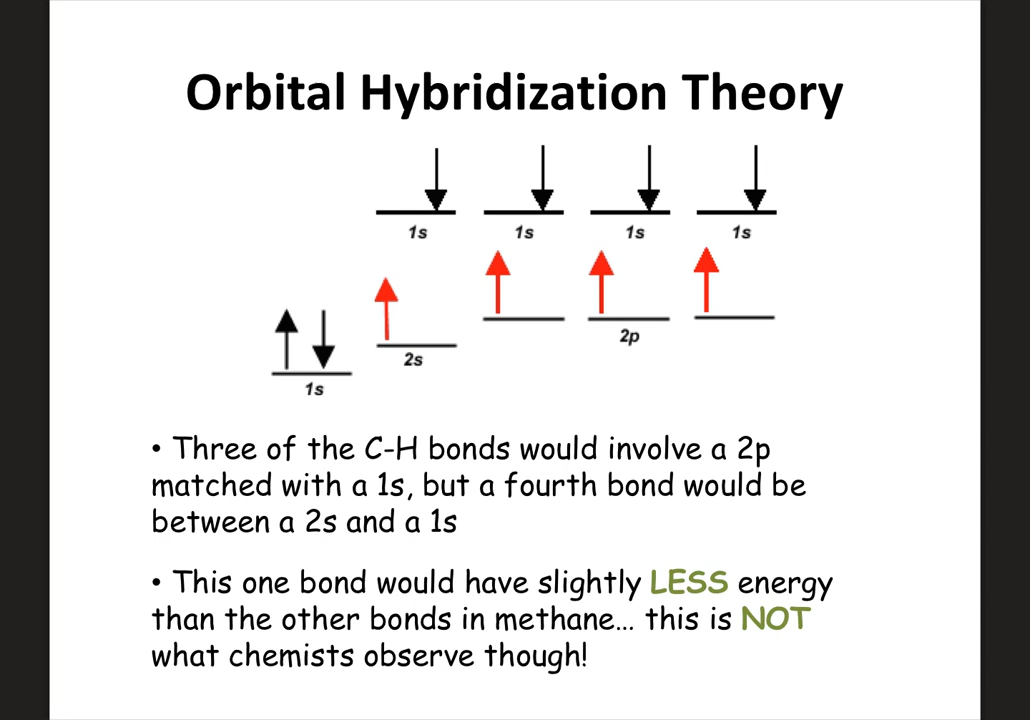 Orbital Hybridization Theory
1s 1s 1s 1s
2p
2s
1s
• Three of the C-H bonds would involve a 2p
matched with a 1s, but a fourth bond would be
between a 2s and a 1s
• This one bond would have slightly LESS energy
than the other bonds in methane... this is NOT
what chemists observe though!